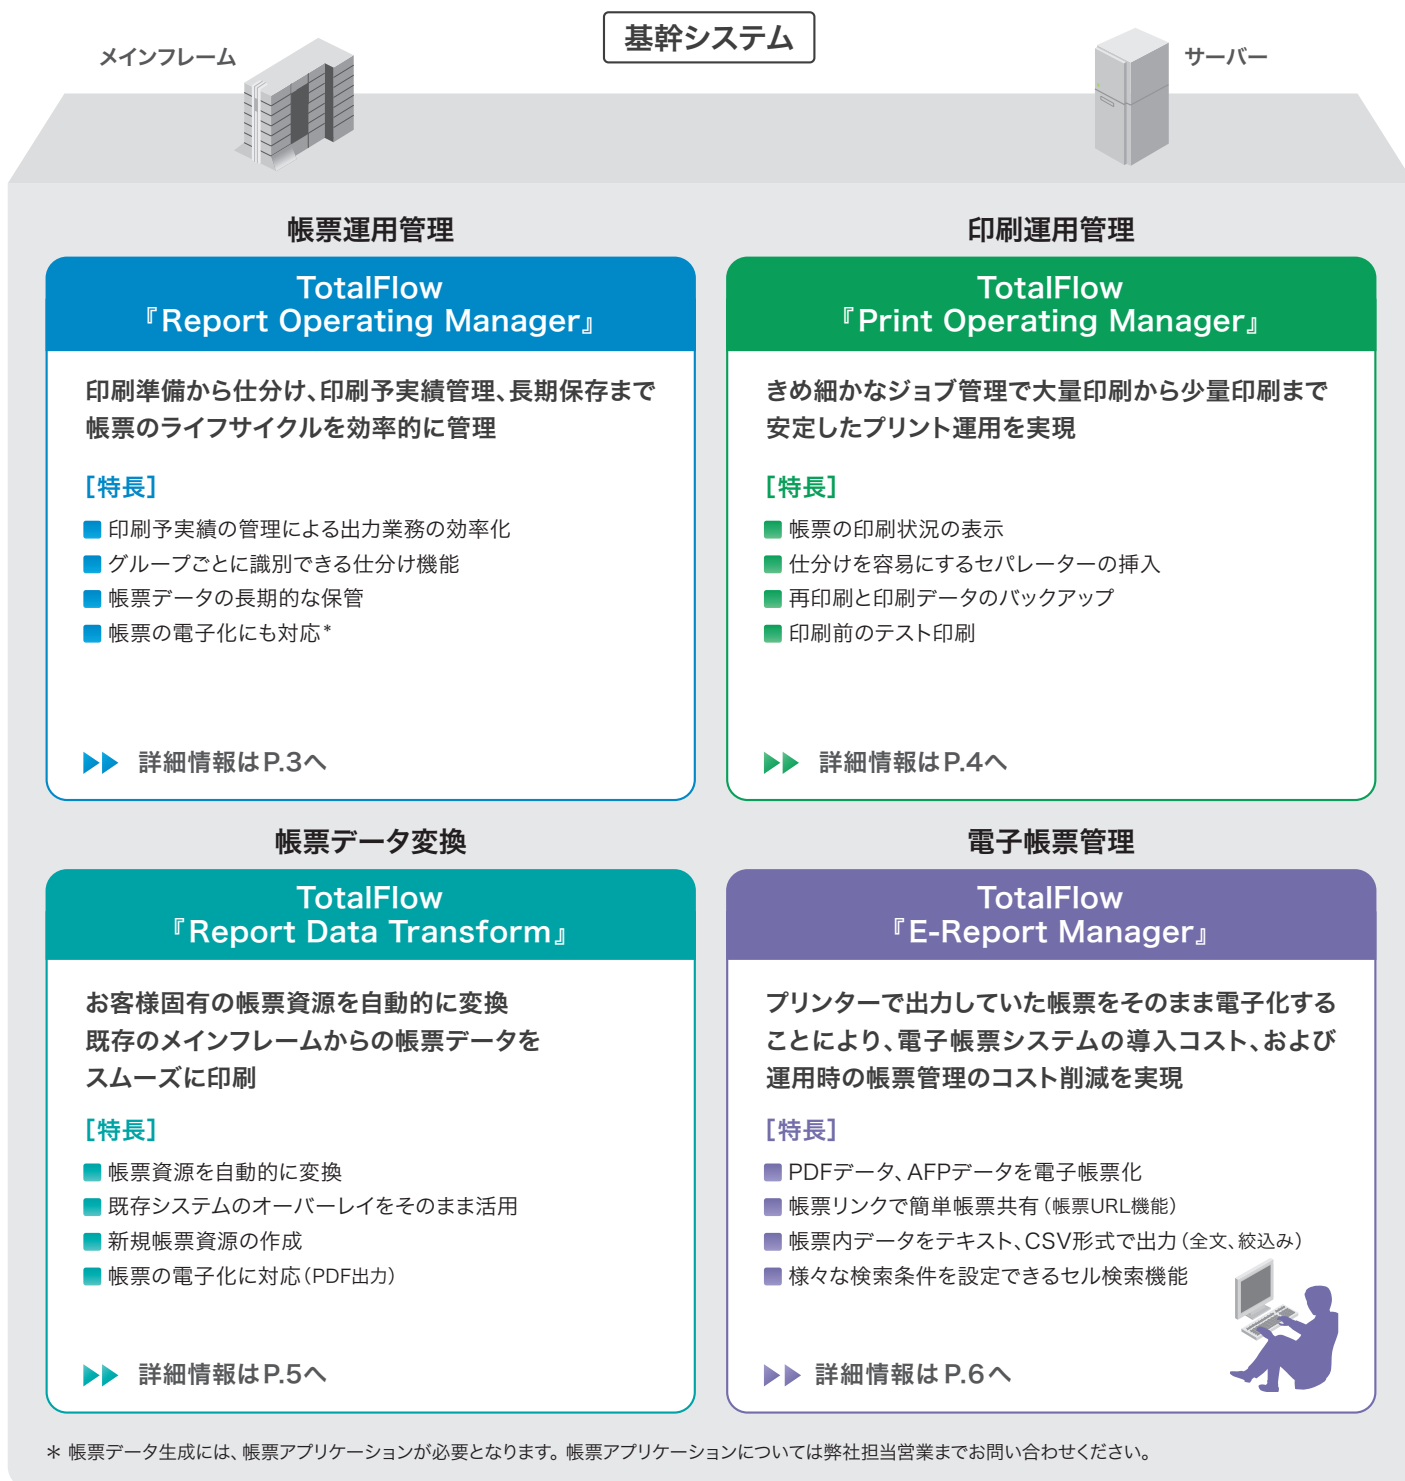 基幹システム
メインフレーム
サーバー
帳票運用管理
TotalFlow
『Report Operating Manager』
印刷準備から仕分け、印刷予実績管理、長期保存まで
帳票のライフサイクルを効率的に管理
［特長］
■ 印刷予実績の管理による出力業務の効率化
■ グループごとに識別できる仕分け機能
■ 帳票データの長期的な保管
■ 帳票の電子化にも対応*
▶▶ 詳細情報はP.3へ
印刷運用管理
TotalFlow
『Print Operating Manager』
きめ細かなジョブ管理で大量印刷から少量印刷まで
安定したプリント運用を実現
［特長］
■ 帳票の印刷状況の表示
■ 仕分けを容易にするセパレーターの挿入
■ 再印刷と印刷データのバックアップ
■ 印刷前のテスト印刷
▶▶ 詳細情報はP.4へ
帳票データ変換
TotalFlow
『Report Data Transform』
お客様固有の帳票資源を自動的に変換
既存のメインフレームからの帳票データを
スムーズに印刷
［特長］
■ 帳票資源を自動的に変換
■ 既存システムのオーバーレイをそのまま活用
■ 新規帳票資源の作成
■ 帳票の電子化に対応（PDF出力）
▶▶ 詳細情報はP.5へ
電子帳票管理
TotalFlow
『E-Report Manager』
プリンターで出力していた帳票をそのまま電子化する
ことにより、電子帳票システムの導入コスト、および
運用時の帳票管理のコスト削減を実現
［特長］
■ PDFデータ、AFPデータを電子帳票化
■ 帳票リンクで簡単帳票共有（帳票URL機能）
■ 帳票内データをテキスト、CSV形式で出力（全文、絞込み）
■ 様々な検索条件を設定できるセル検索機能
▶▶ 詳細情報はP.6へ
＊ 帳票データ生成には、帳票アプリケーションが必要となります。帳票アプリケーションについては弊社担当営業までお問い合わせください。